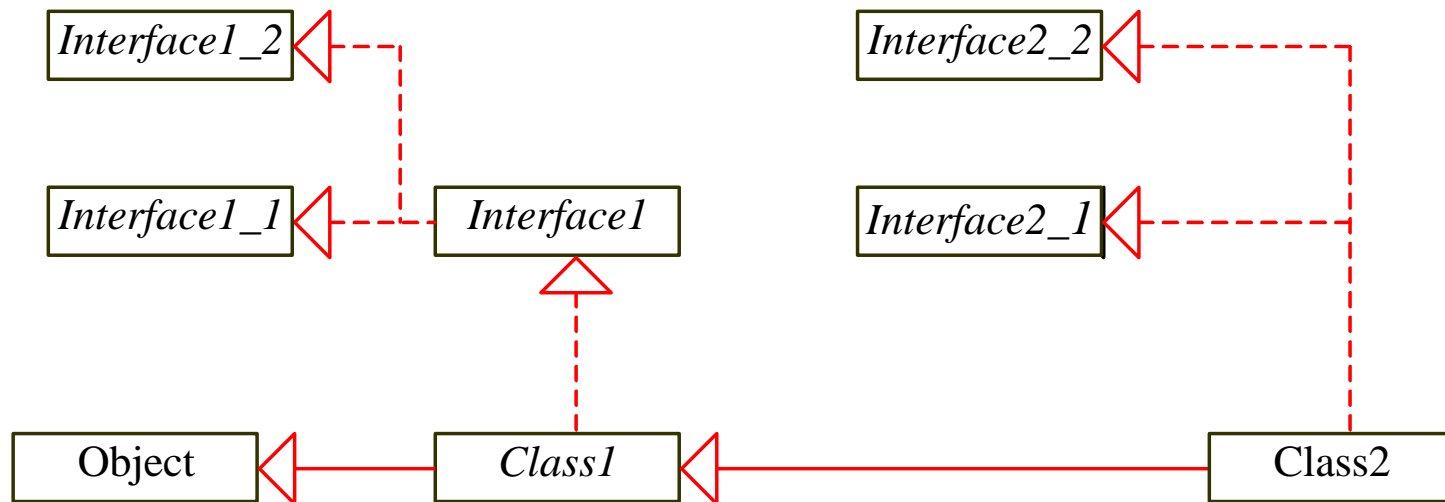 Interface1_2
Interface2_2
Interface1_1
Interface1
Interface2_1
Object
Class1
Class2